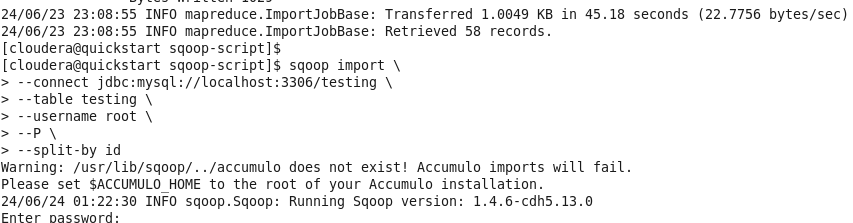 24/06/23 23:08:55 INFO mapreduce.ImportJobBase: Transferred 1.0049 KB in 45.18 seconds (22.7756 bytes/sec)
24/06/23 23:08:55 INFO mapreduce.ImportJobBase: Retrieved 58 records.
[cloudera@quickstart sqoop-script]$
[cloudera@quickstart sqoop-script]$ sqoop import \
> --connect jdbc:mysql://localhost:3306/testing \
> --table testing \
> --username root \
> --P \
> --split-by id
Warning: /usr/lib/sqoop/../accumulo does not exist! Accumulo imports will fail.
Please set $ACCUMULO_HOME to the root of your Accumulo installation.
24/06/24 01:22:30 INFO sqoop.Sqoop: Running Sqoop version: 1.4.6-cdh5.13.0
Enter password: